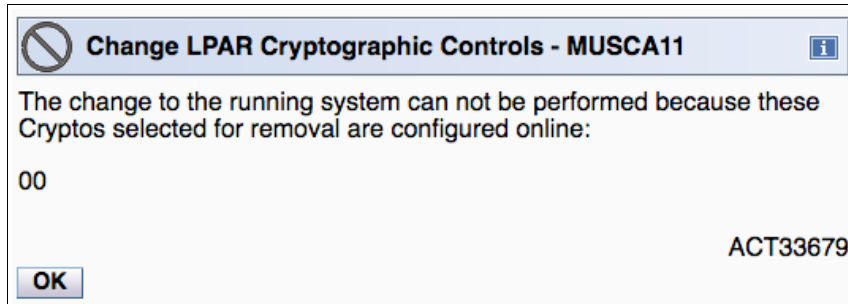 Change LPAR Cryptographic Controls - MUSCA11
i
The change to the running system can not be performed because these
Cryptos selected for removal are configured online:
00
ACT33679
OK